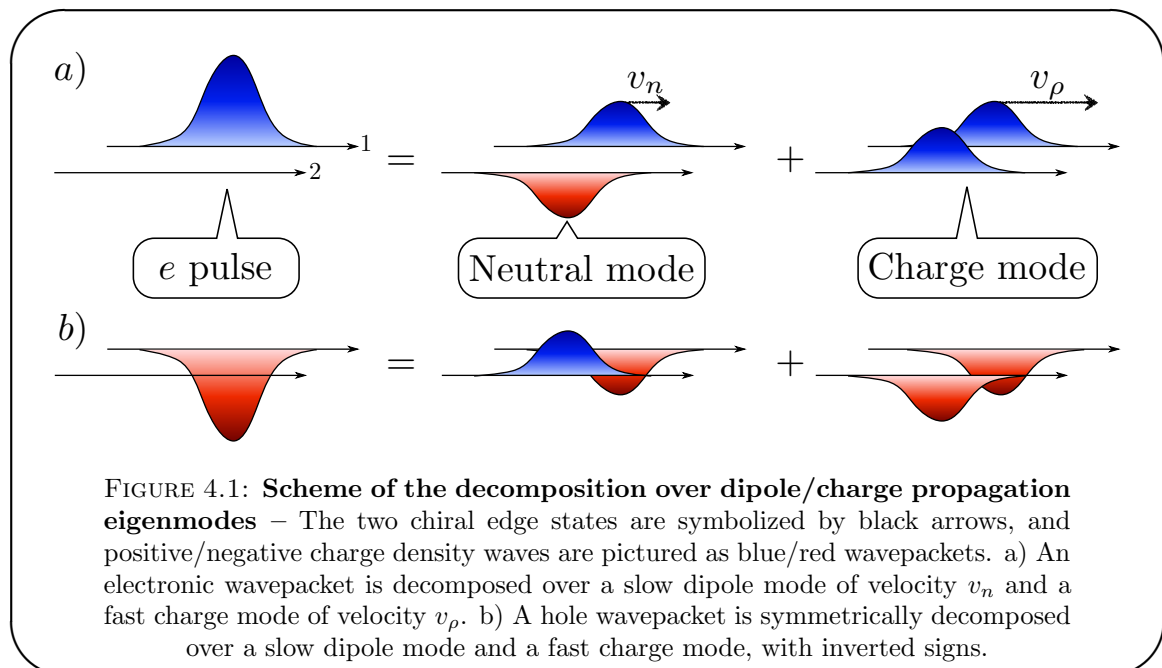 a)
v_n
v_ρ
1
2
=
+
e pulse
Neutral mode
Charge mode
b)
=
+
FIGURE 4.1: Scheme of the decomposition over dipole/charge propagation
eigenmodes – The two chiral edge states are symbolized by black arrows, and
positive/negative charge density waves are pictured as blue/red wavepackets. a) An
electronic wavepacket is decomposed over a slow dipole mode of velocity v_n and a
fast charge mode of velocity v_ρ. b) A hole wavepacket is symmetrically decomposed
over a slow dipole mode and a fast charge mode, with inverted signs.